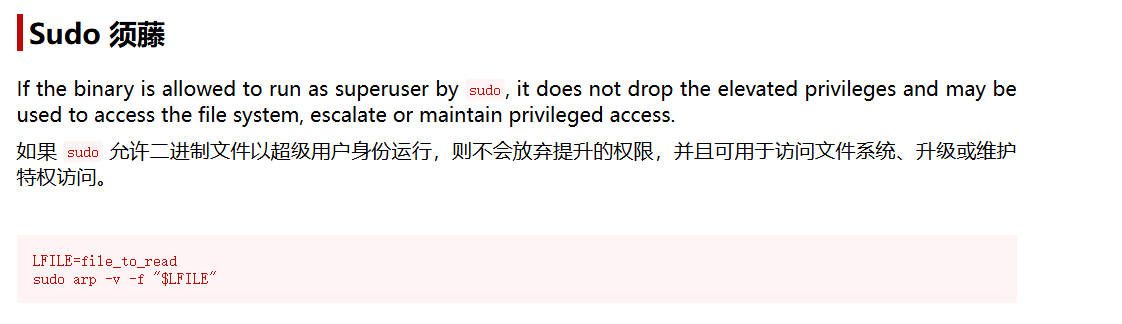 Sudo 须藤
If the binary is allowed to run as superuser by sudo, it does not drop the elevated privileges and may be
used to access the file system, escalate or maintain privileged access.
如果 sudo 允许二进制文件以超级用户身份运行，则不会放弃提升的权限，并且可用于访问文件系统、升级或维护
特权访问。
LFILE=file_to_read
sudo arp -v -f "$LFILE"